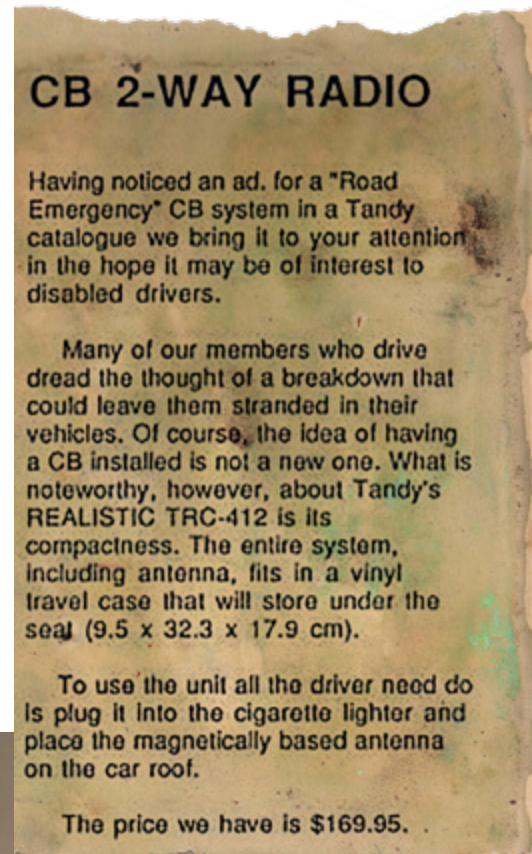 CB 2-WAY RADIO
Having noticed an ad. for a "Road
Emergency" CB system in a Tandy
catalogue we bring it to your attention
in the hope it may be of interest to
disabled drivers.
Many of our members who drive
dread the thought of a breakdown that
could leave them stranded in their
vehicles. Of course, the idea of having
a CB installed is not a new one. What is
noteworthy, however, about Tandy's
REALISTIC TRC-412 is its
compactness. The entire system,
including antenna, fits in a vinyl
travel case that will store under the
seat (9.5 x 32.3 x 17.9 cm).
To use the unit all the driver need do
is plug it into the cigarette lighter and
place the magnetically based antenna
on the car roof.
The price we have is $169.95.